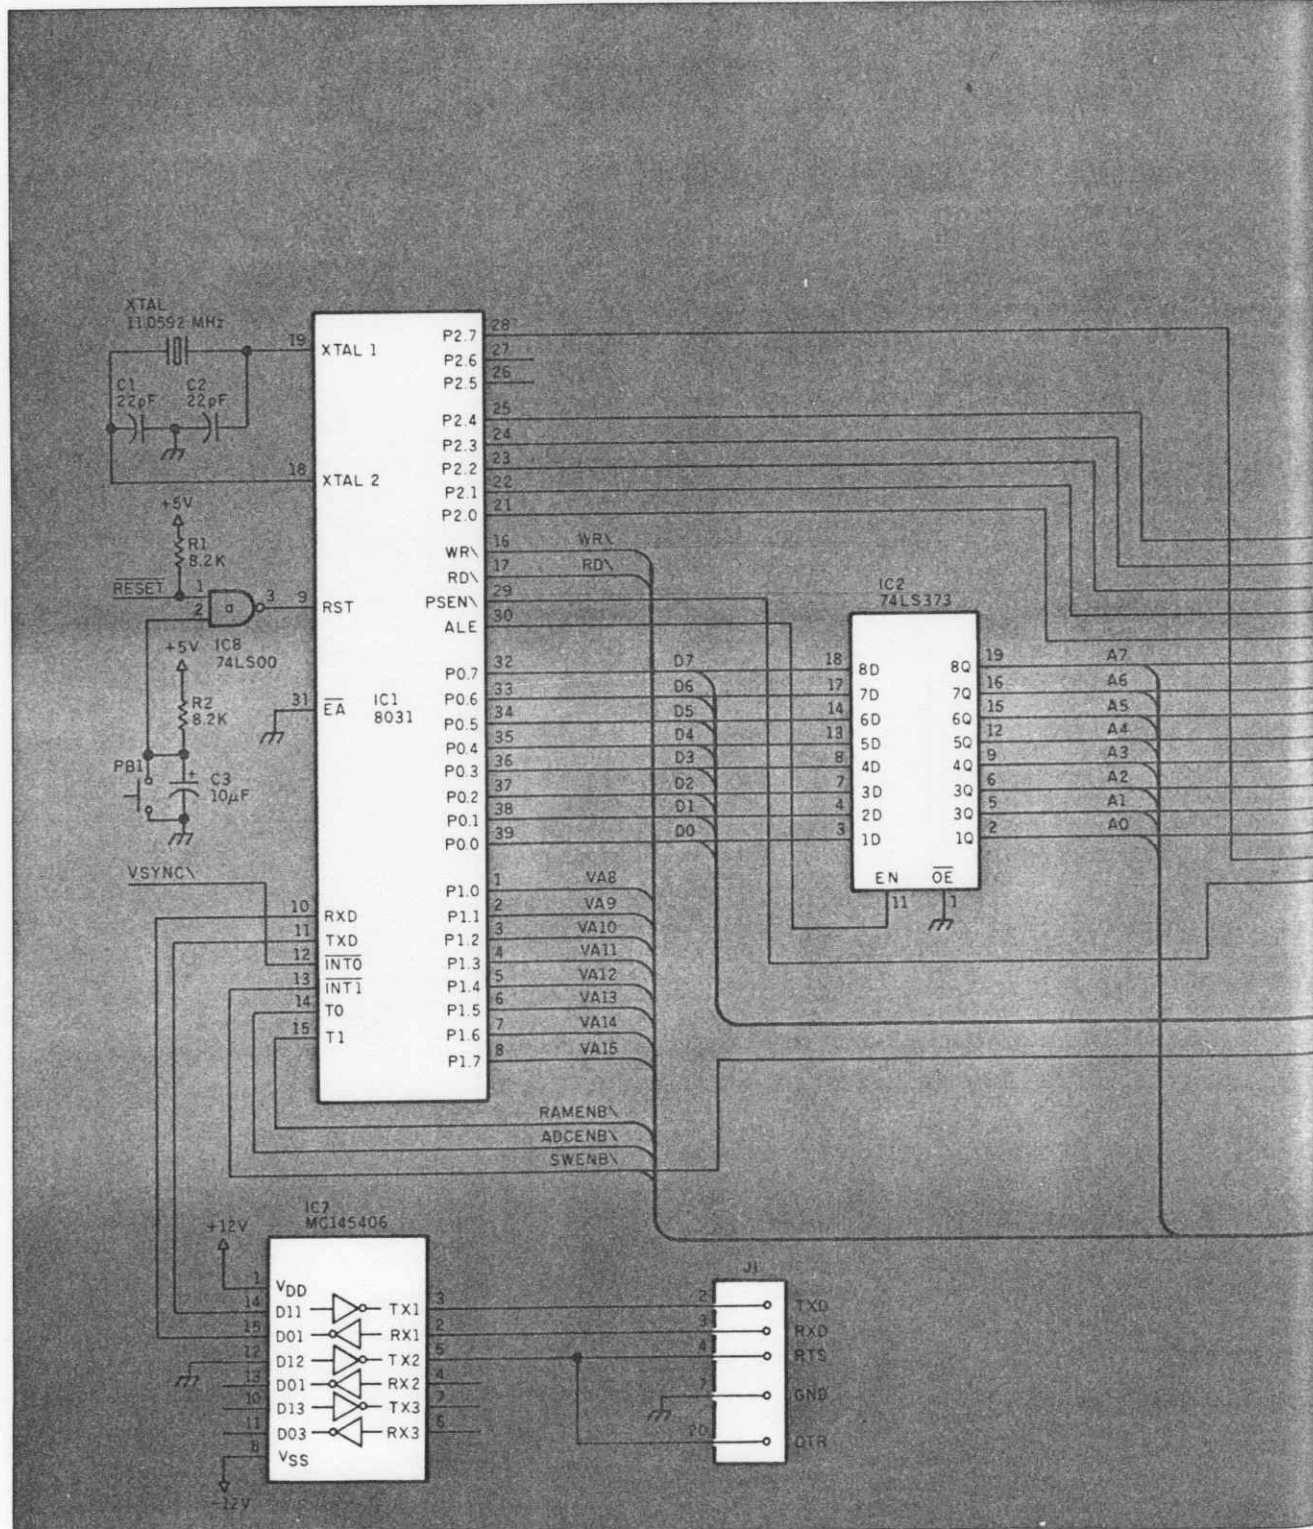 XTAL
11.0592 MHz
C1
22pF
C2
22pF
19
XTAL 1
18
XTAL 2
+5V
R1
8.2K
RESET
1
2
a
3
9
RST
IC8
74LS00
+5V
R2
8.2K
31
EA
IC1
8031
PB1
+
C3
10µF
VSYNC\
10
RXD
11
TXD
12
INT0
13
INT1
14
T0
15
T1
P2.7
28
P2.6
27
P2.5
26
P2.4
25
P2.3
24
P2.2
23
P2.1
22
P2.0
21
WR\
16
WR\
RD\
17
RD\
PSEN\
29
ALE
30
P0.7
32
D7
P0.6
33
D6
P0.5
34
D5
P0.4
35
D4
P0.3
36
D3
P0.2
37
D2
P0.1
38
D1
P0.0
39
D0
P1.0
1
VA8
P1.1
2
VA9
P1.2
3
VA10
P1.3
4
VA11
P1.4
5
VA12
P1.5
6
VA13
P1.6
7
VA14
P1.7
8
VA15
RAMENB\
ADCENB\
SWENB\
IC2
74LS373
18
8D
8Q
19
A7
17
7D
7Q
16
A6
14
6D
6Q
15
A5
13
5D
5Q
12
A4
8
4D
4Q
9
A3
7
3D
3Q
6
A2
4
2D
3Q
5
A1
3
1D
1Q
2
A0
EN
OE
11
1
IC7
MC145406
+12V
1
VDD
14
D11
TX1
3
15
D01
RX1
2
12
D12
TX2
5
13
D01
RX2
4
10
D13
TX3
7
11
D03
RX3
6
8
VSS
-12V
J1
2
TXD
3
RXD
4
RTS
7
GND
20
DTR